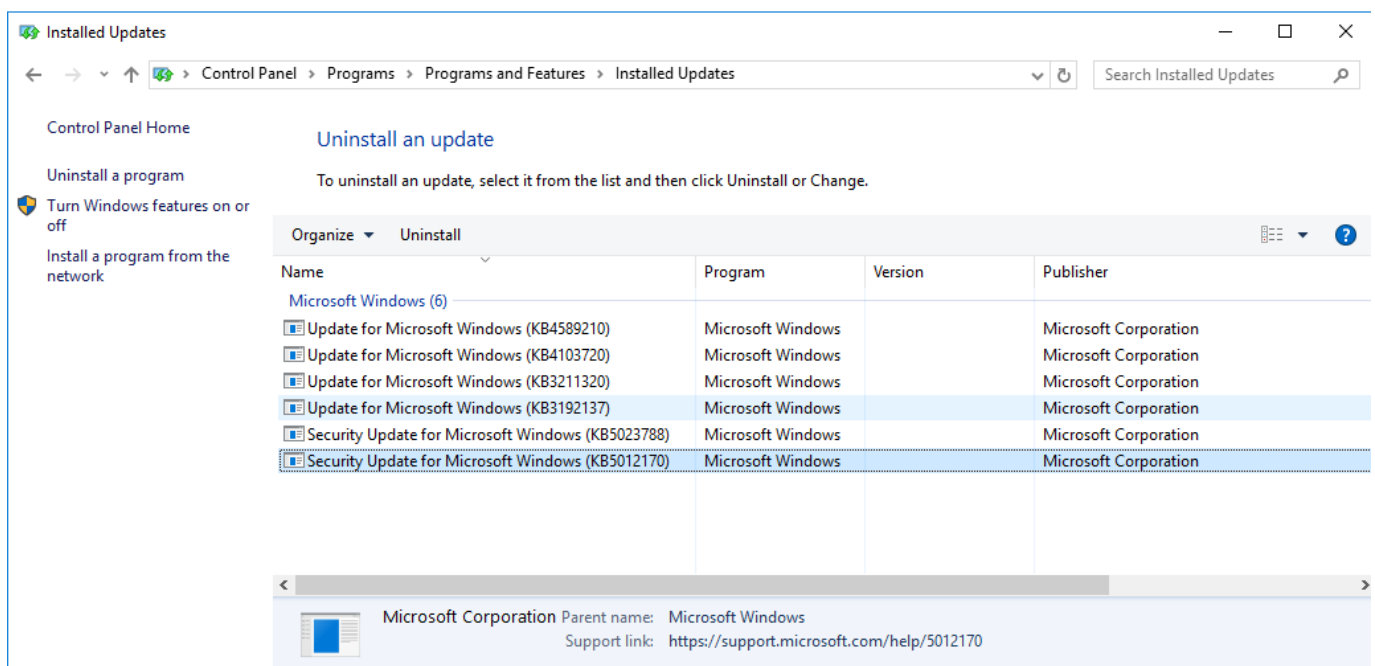 Installed Updates
Control Panel > Programs > Programs and Features > Installed Updates
Search Installed Updates
Control Panel Home
Uninstall a program
Turn Windows features on or
off
Install a program from the
network
Uninstall an update
To uninstall an update, select it from the list and then click Uninstall or Change.
Organize Uninstall
Name Program Version Publisher
Microsoft Windows (6)
Update for Microsoft Windows (KB4589210) Microsoft Windows Microsoft Corporation
Update for Microsoft Windows (KB4103720) Microsoft Windows Microsoft Corporation
Update for Microsoft Windows (KB3211320) Microsoft Windows Microsoft Corporation
Update for Microsoft Windows (KB3192137) Microsoft Windows Microsoft Corporation
Security Update for Microsoft Windows (KB5023788) Microsoft Windows Microsoft Corporation
Security Update for Microsoft Windows (KB5012170) Microsoft Windows Microsoft Corporation
Microsoft Corporation Parent name: Microsoft Windows
Support link: https://support.microsoft.com/help/5012170